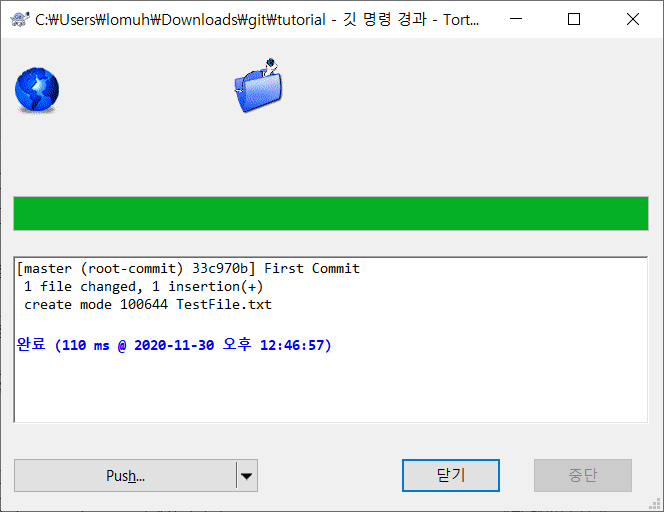 C:₩Users₩lomuh₩Downloads₩git₩tutorial - 깃 명령 경과 - Tort...
[master (root-commit) 33c970b] First Commit
1 file changed, 1 insertion(+)
create mode 100644 TestFile.txt
완료 (110 ms @ 2020-11-30 오후 12:46:57)
Push...
닫기
중단